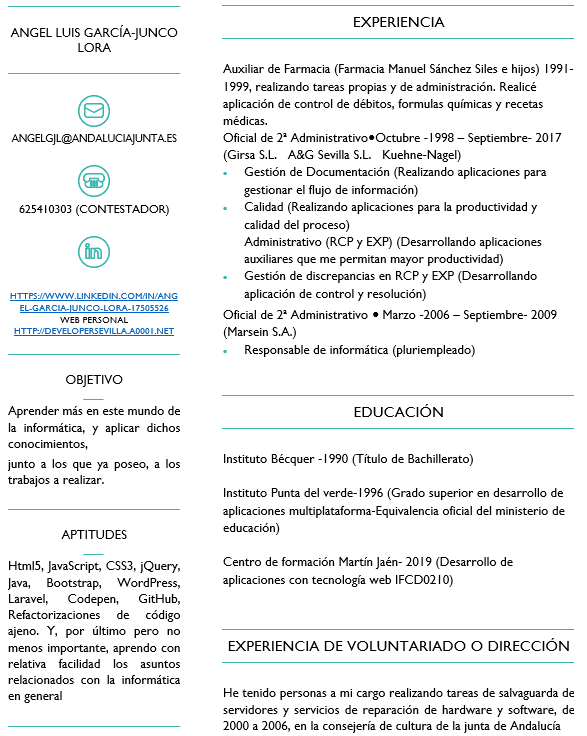 ANGEL LUIS GARCÍA-JUNCO
LORA
ANGELGJL@ANDALUCIAJUNTA.ES
625410303 (CONTESTADOR)
in
HTTPS://WWW.LINKEDIN.COM/IN/ANG
EL-GARCIA-JUNCO-LORA-17505526
WEB PERSONAL
HTTP://DEVELOPERSEVILLA.A0001.NET
OBJETIVO
Aprender más en este mundo de
la informática, y aplicar dichos
conocimientos,
junto a los que ya poseo, a los
trabajos a realizar.
APTITUDES
Html5, JavaScript, CSS3, jQuery,
Java, Bootstrap, WordPress,
Laravel, Codepen, GitHub,
Refactorizaciones de código
ajeno. Y, por último pero no
menos importante, aprendo con
relativa facilidad los asuntos
relacionados con la informática
en general
EXPERIENCIA
Auxiliar de Farmacia (Farmacia Manuel Sánchez Siles e hijos) 1991-
1999, realizando tareas propias y de administración. Realicé
aplicación de control de débitos, formulas químicas y recetas
médicas.
Oficial de 2ª Administrativo•Octubre -1998 – Septiembre- 2017
(Girsa S.L. A&G Sevilla S.L. Kuehne-Nagel)
• Gestión de Documentación (Realizando aplicaciones para
gestionar el flujo de información)
• Calidad (Realizando aplicaciones para la productividad y
calidad del proceso)
Administrativo (RCP y EXP) (Desarrollando aplicaciones
auxiliares que me permitan mayor productividad)
• Gestión de discrepancias en RCP y EXP (Desarrollando
aplicación de control y resolución)
Oficial de 2ª Administrativo • Marzo -2006 – Septiembre- 2009
(Marsein S.A.)
• Responsable de informática (pluriempleado)
EDUCACIÓN
Instituto Bécquer -1990 (Título de Bachillerato)
Instituto Punta del verde-1996 (Grado superior en desarrollo de
aplicaciones multiplataforma-Equivalencia oficial del ministerio de
educación)
Centro de formación Martín Jaén- 2019 (Desarrollo de
aplicaciones con tecnología web IFCD0210)
EXPERIENCIA DE VOLUNTARIADO O DIRECCIÓN
He tenido personas a mi cargo realizando tareas de salvaguarda de
servidores y servicios de reparación de hardware y software, de
2000 a 2006, en la consejería de cultura de la junta de Andalucía